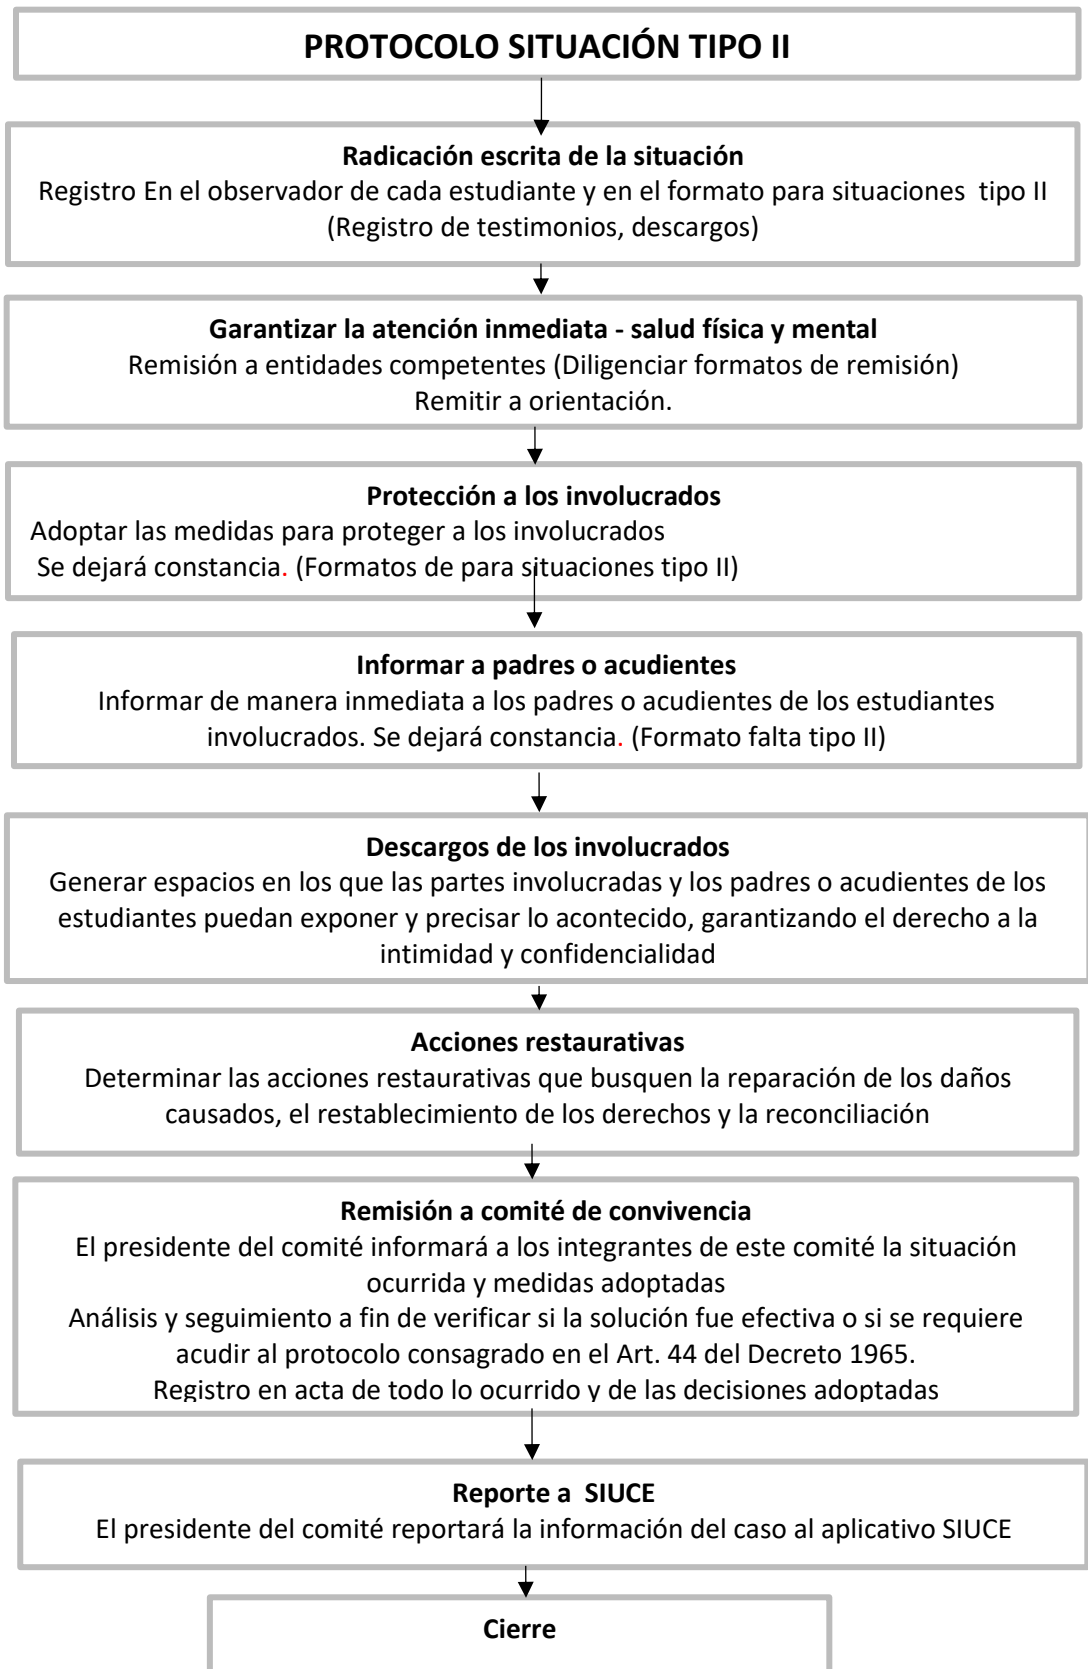 PROTOCOLO SITUACIÓN TIPO II
Radicación escrita de la situación
Registro En el observador de cada estudiante y en el formato para situaciones tipo II
(Registro de testimonios, descargos)
Garantizar la atención inmediata - salud física y mental
Remisión a entidades competentes (Diligenciar formatos de remisión)
Remitir a orientación.
Protección a los involucrados
Adoptar las medidas para proteger a los involucrados
Se dejará constancia. (Formatos de para situaciones tipo II)
Informar a padres o acudientes
Informar de manera inmediata a los padres o acudientes de los estudiantes
involucrados. Se dejará constancia. (Formato falta tipo II)
Descargos de los involucrados
Generar espacios en los que las partes involucradas y los padres o acudientes de los
estudiantes puedan exponer y precisar lo acontecido, garantizando el derecho a la
intimidad y confidencialidad
Acciones restaurativas
Determinar las acciones restaurativas que busquen la reparación de los daños
causados, el restablecimiento de los derechos y la reconciliación
Remisión a comité de convivencia
El presidente del comité informará a los integrantes de este comité la situación
ocurrida y medidas adoptadas
Análisis y seguimiento a fin de verificar si la solución fue efectiva o si se requiere
acudir al protocolo consagrado en el Art. 44 del Decreto 1965.
Registro en acta de todo lo ocurrido y de las decisiones adoptadas
Reporte a SIUCE
El presidente del comité reportará la información del caso al aplicativo SIUCE
Cierre